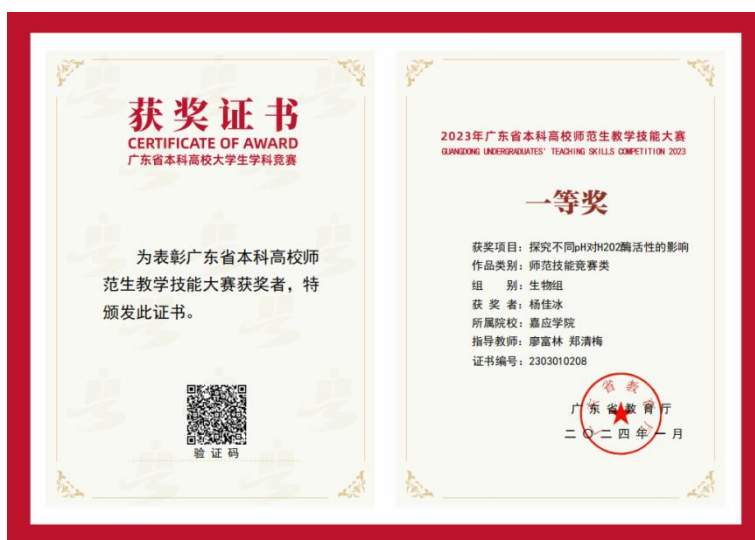 获奖证书
CERTIFICATE OF AWARD
广东省本科高校大学生学科竞赛
为表彰广东省本科高校师
范生教学技能大赛获奖者，特
颁发此证书。
验证码
2023年广东省本科高校师范生教学技能大赛
GUANGDONG UNDERGRADUATES' TEACHING SKILLS COMPETITION 2023
一等奖
获奖项目：探究不同pH对H2O2酶活性的影响
作品类别：师范技能竞赛类
组 别：生物组
获 奖 者：杨佳冰
所属院校：嘉应学院
指导教师：廖富林 郑清梅
证书编号：2303010208
广东省教育厅
二〇二四年一月